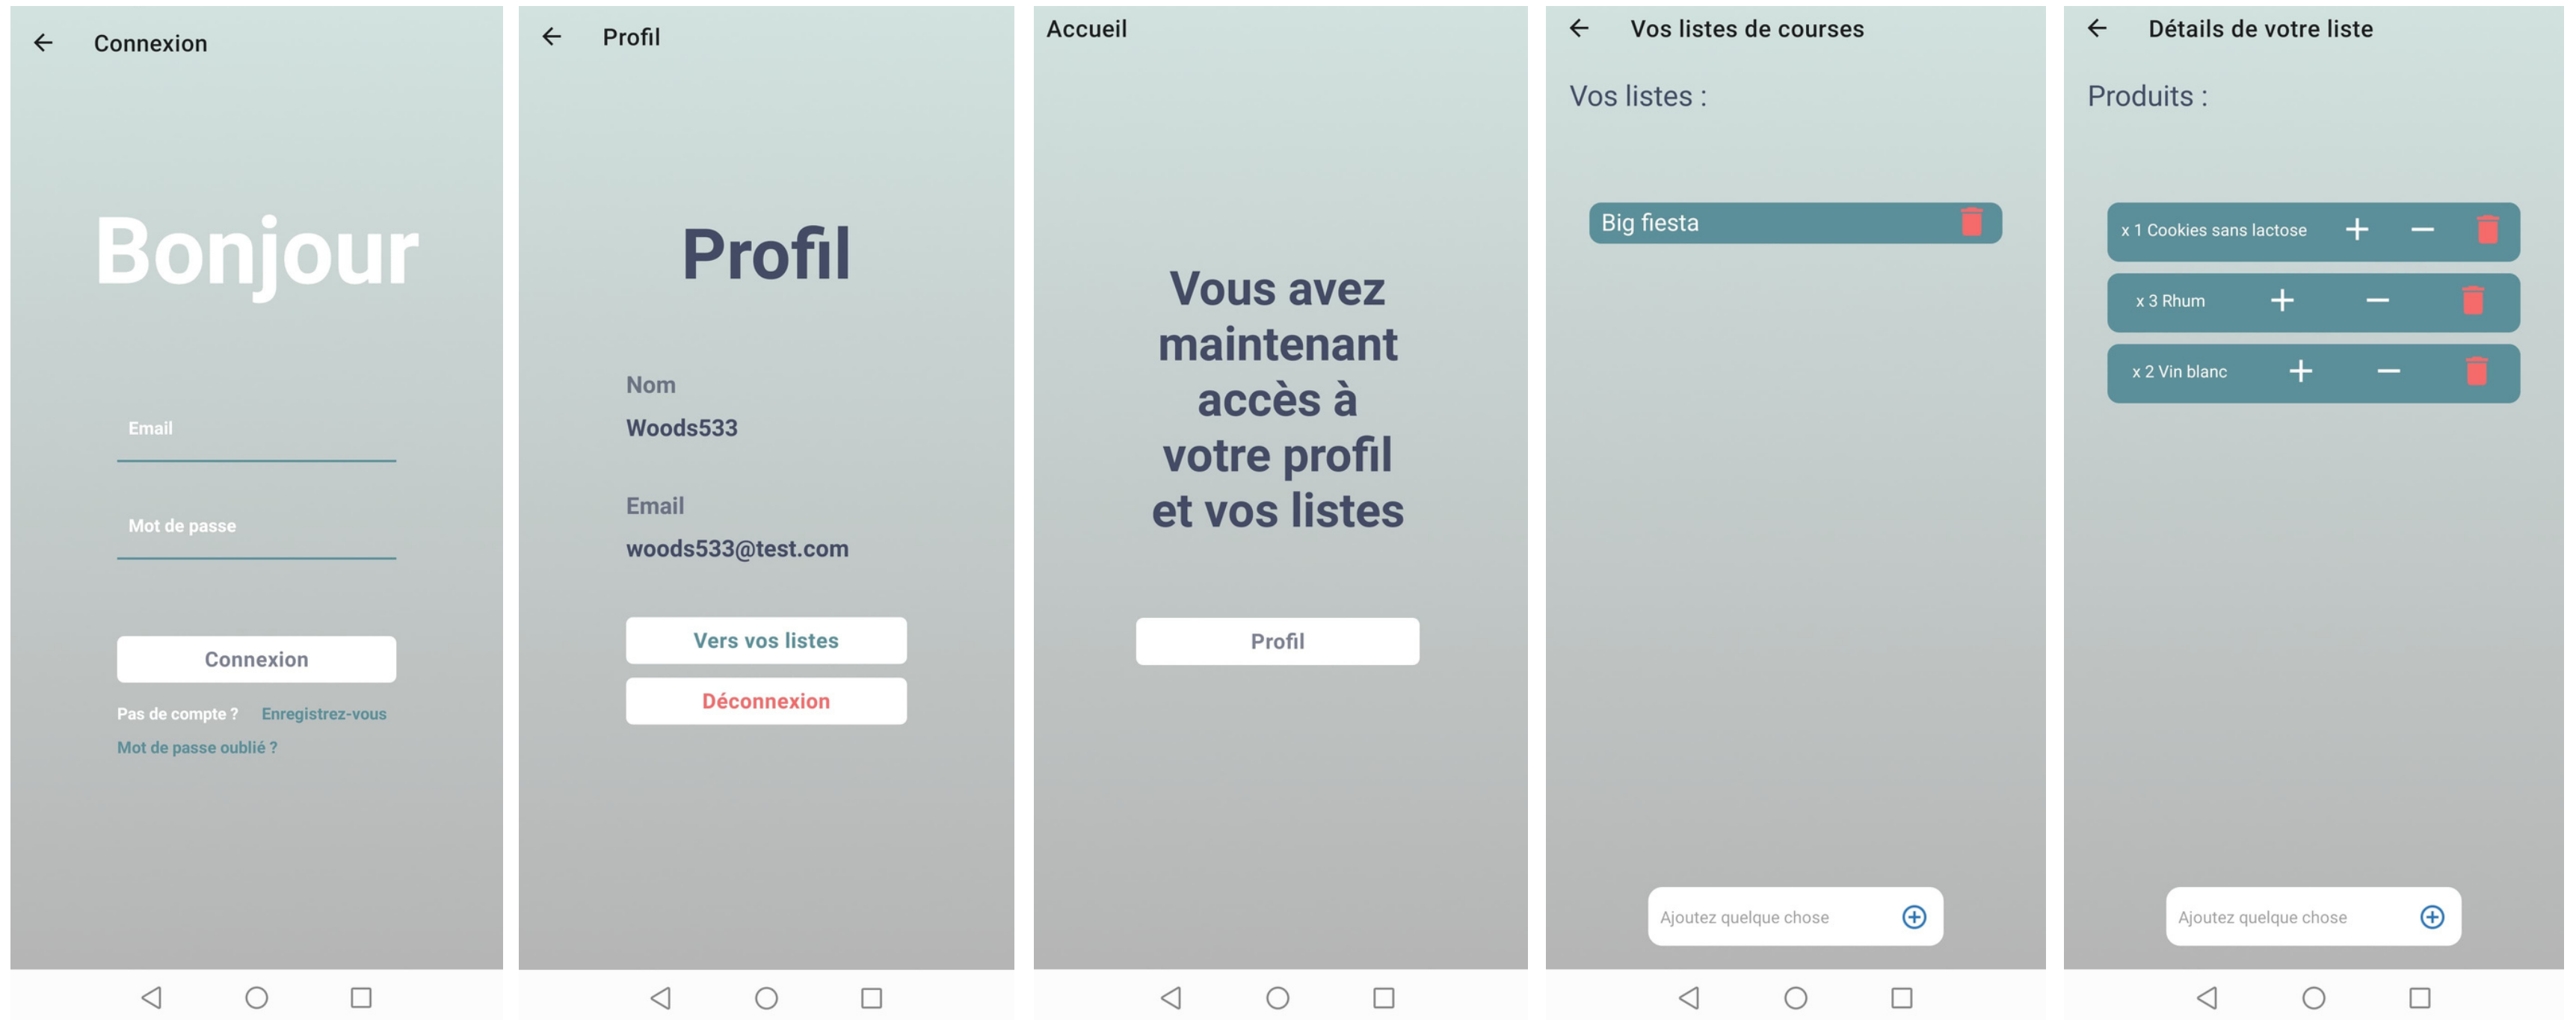 Connexion
Bonjour
Email
Mot de passe
Connexion
Pas de compte ? Enregistrez-vous
Mot de passe oublié ?
Profil
Profil
Nom
Woods533
Email
woods533@test.com
Vers vos listes
Déconnexion
Accueil
Vous avez
maintenant
accès à
votre profil
et vos listes
Profil
Vos listes de courses
Vos listes :
Big fiesta
Ajoutez quelque chose
Détails de votre liste
Produits :
x 1 Cookies sans lactose
x 3 Rhum
x 2 Vin blanc
Ajoutez quelque chose